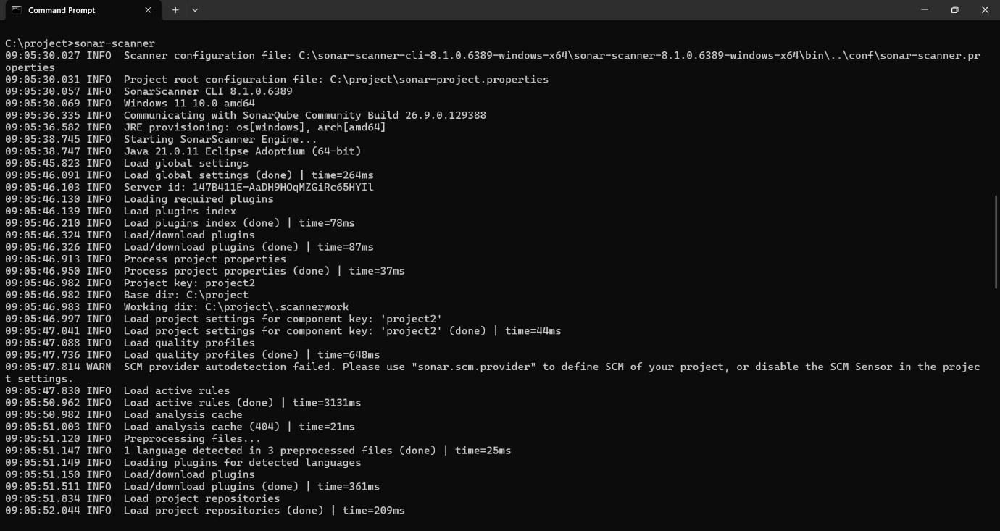 Command Prompt
C:\project>sonar-scanner
09:05:30.027 INFO  Scanner configuration file: C:\sonar-scanner-cli-8.1.0.6389-windows-x64\sonar-scanner-8.1.0.6389-windows-x64\bin\..\conf\sonar-scanner.pr
operties
09:05:30.031 INFO  Project root configuration file: C:\project\sonar-project.properties
09:05:30.057 INFO  SonarScanner CLI 8.1.0.6389
09:05:30.069 INFO  Windows 11 10.0 amd64
09:05:36.335 INFO  Communicating with SonarQube Community Build 26.9.0.129388
09:05:36.582 INFO  JRE provisioning: os[windows], arch[amd64]
09:05:38.745 INFO  Starting SonarScanner Engine...
09:05:38.747 INFO  Java 21.0.11 Eclipse Adoptium (64-bit)
09:05:45.823 INFO  Load global settings
09:05:46.091 INFO  Load global settings (done) | time=264ms
09:05:46.103 INFO  Server id: 147B411E-AaDH9HOqMZGiRc65HYIl
09:05:46.130 INFO  Loading required plugins
09:05:46.139 INFO  Load plugins index
09:05:46.210 INFO  Load plugins index (done) | time=78ms
09:05:46.324 INFO  Load/download plugins
09:05:46.326 INFO  Load/download plugins (done) | time=87ms
09:05:46.913 INFO  Process project properties
09:05:46.950 INFO  Process project properties (done) | time=37ms
09:05:46.982 INFO  Project key: project2
09:05:46.982 INFO  Base dir: C:\project
09:05:46.983 INFO  Working dir: C:\project\.scannerwork
09:05:46.997 INFO  Load project settings for component key: 'project2'
09:05:47.041 INFO  Load project settings for component key: 'project2' (done) | time=44ms
09:05:47.088 INFO  Load quality profiles
09:05:47.736 INFO  Load quality profiles (done) | time=648ms
09:05:47.814 WARN  SCM provider autodetection failed. Please use "sonar.scm.provider" to define SCM of your project, or disable the SCM Sensor in the projec
t settings.
09:05:47.830 INFO  Load active rules
09:05:50.962 INFO  Load active rules (done) | time=3131ms
09:05:50.982 INFO  Load analysis cache
09:05:51.003 INFO  Load analysis cache (404) | time=21ms
09:05:51.120 INFO  Preprocessing files...
09:05:51.147 INFO  1 language detected in 3 preprocessed files (done) | time=25ms
09:05:51.149 INFO  Loading plugins for detected languages
09:05:51.150 INFO  Load/download plugins
09:05:51.511 INFO  Load/download plugins (done) | time=361ms
09:05:51.834 INFO  Load project repositories
09:05:52.044 INFO  Load project repositories (done) | time=209ms